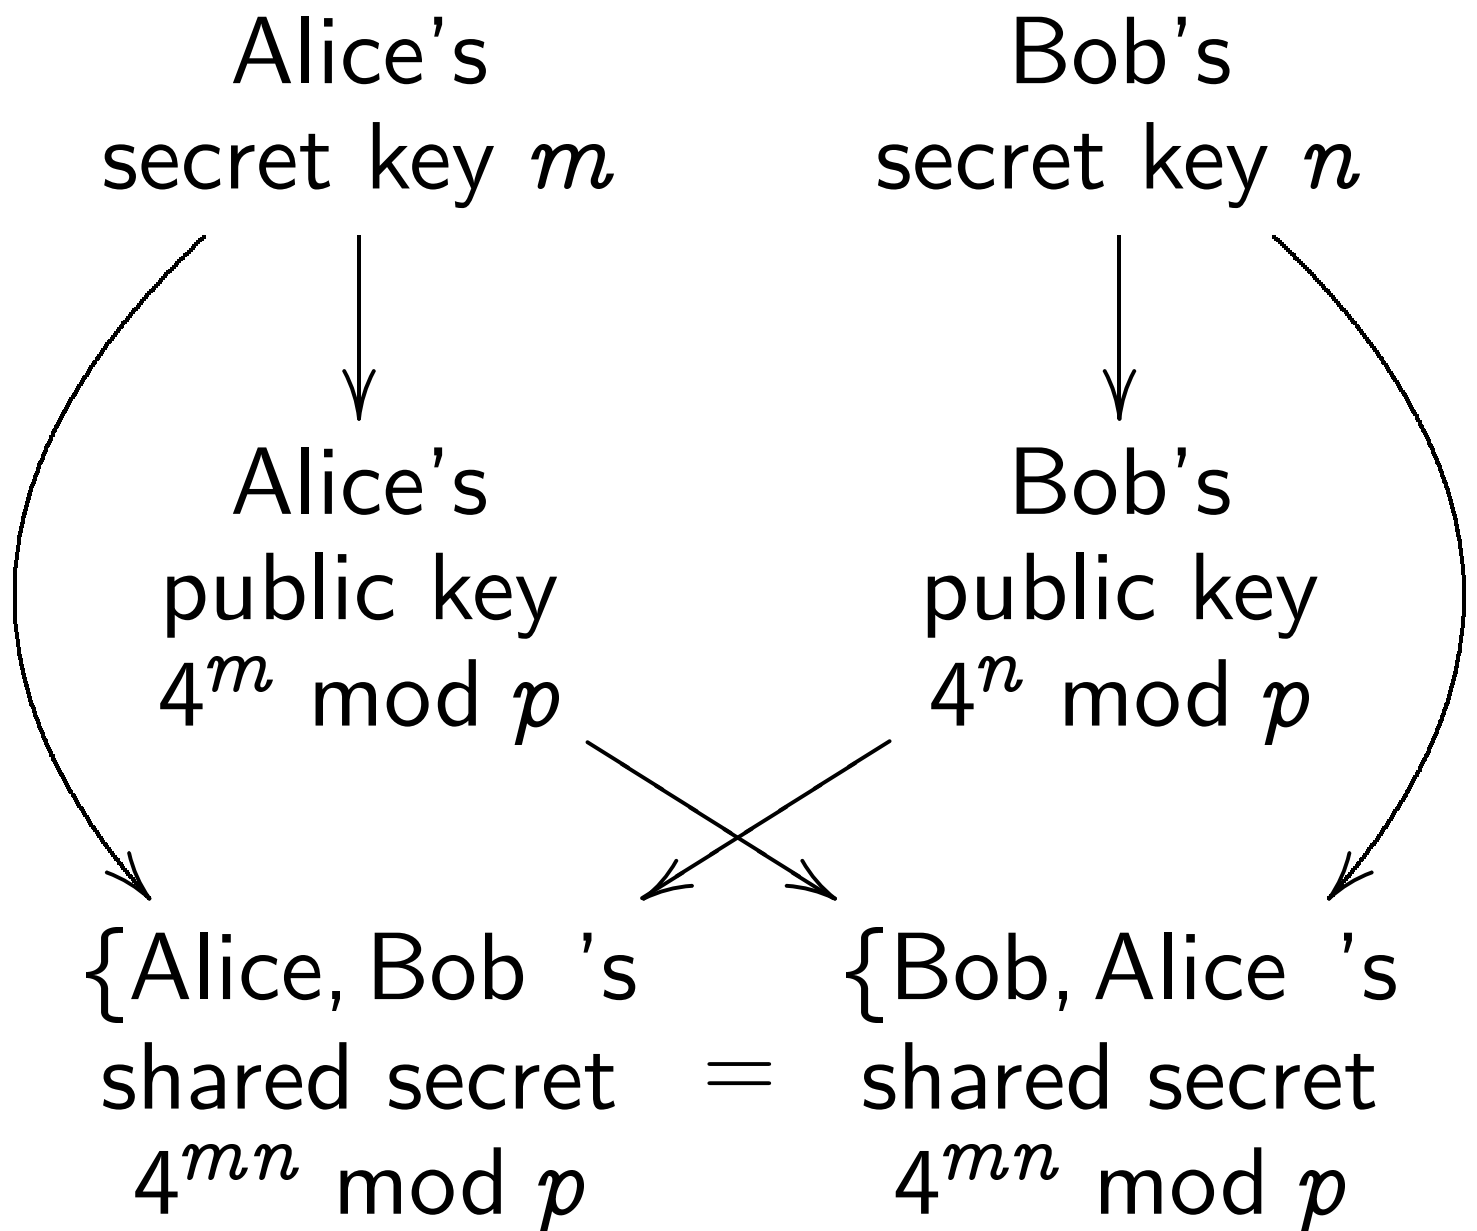 Alice's
secret key m
Bob's
secret key n
Alice's
public key
4^m mod p
Bob's
public key
4^n mod p
{Alice, Bob 's
shared secret
4^{mn} mod p
=
{Bob, Alice 's
shared secret
4^{mn} mod p